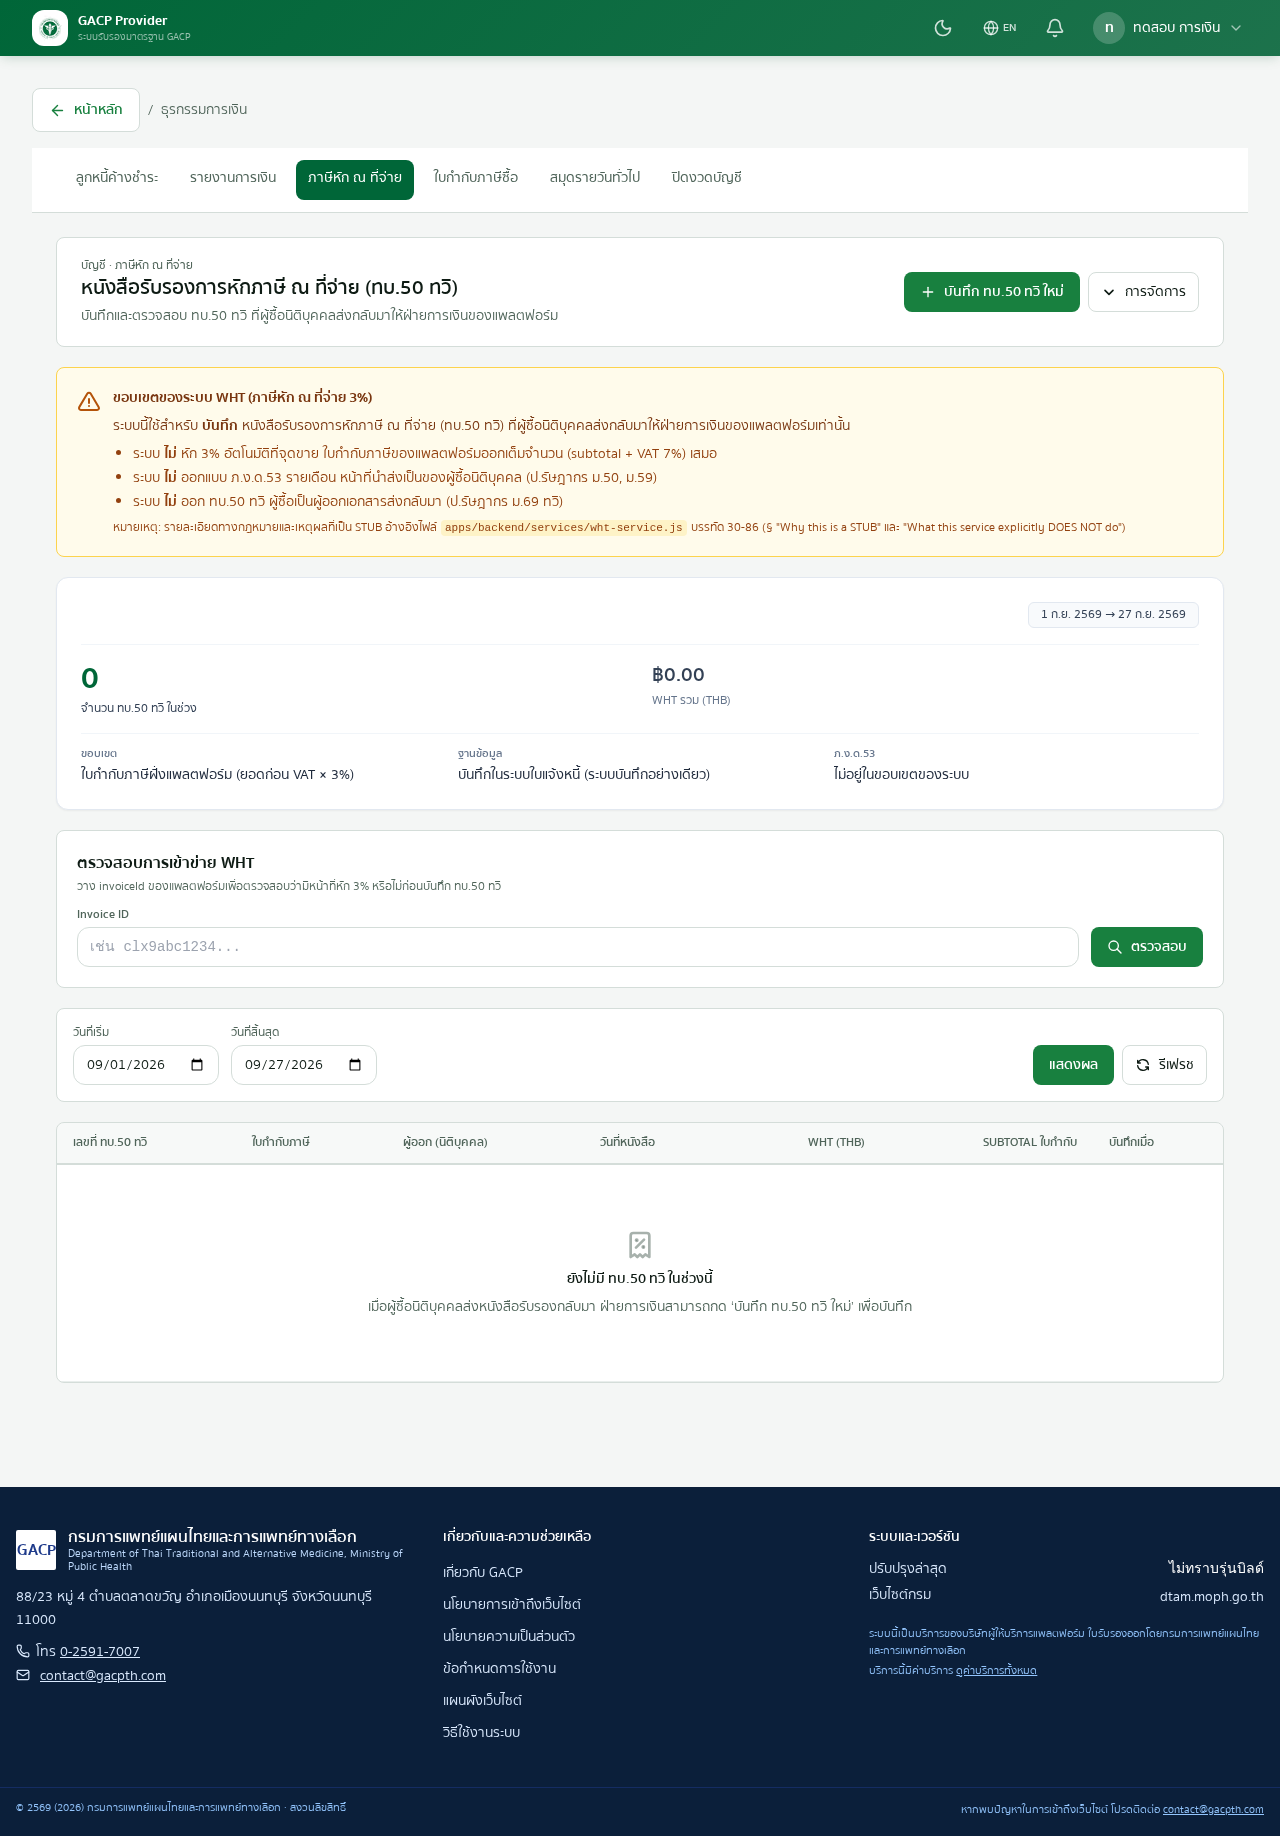 GACP Provider
ระบบรับรองมาตรฐาน GACP
EN
ท
ทดสอบ การเงิน
หน้าหลัก
/ ธุรกรรมการเงิน
ลูกหนี้ค้างชำระ
รายงานการเงิน
ภาษีหัก ณ ที่จ่าย
ใบกำกับภาษีซื้อ
สมุดรายวันทั่วไป
ปิดงวดบัญชี
บัญชี · ภาษีหัก ณ ที่จ่าย
หนังสือรับรองการหักภาษี ณ ที่จ่าย (ทบ.50 ทวิ)
บันทึกและตรวจสอบ ทบ.50 ทวิ ที่ผู้ซื้อนิติบุคคลส่งกลับมาให้ฝ่ายการเงินของแพลตฟอร์ม
บันทึก ทบ.50 ทวิ ใหม่
การจัดการ
ขอบเขตของระบบ WHT (ภาษีหัก ณ ที่จ่าย 3%)
ระบบนี้ใช้สำหรับ บันทึก หนังสือรับรองการหักภาษี ณ ที่จ่าย (ทบ.50 ทวิ) ที่ผู้ซื้อนิติบุคคลส่งกลับมาให้ฝ่ายการเงินของแพลตฟอร์มเท่านั้น
ระบบ ไม่ หัก 3% อัตโนมัติที่จุดขาย ใบกำกับภาษีของแพลตฟอร์มออกเต็มจำนวน (subtotal + VAT 7%) เสมอ
ระบบ ไม่ ออกแบบ ภ.ง.ด.53 รายเดือน หน้าที่นำส่งเป็นของผู้ซื้อนิติบุคคล (ป.รัษฎากร ม.50, ม.59)
ระบบ ไม่ ออก ทบ.50 ทวิ ผู้ซื้อเป็นผู้ออกเอกสารส่งกลับมา (ป.รัษฎากร ม.69 ทวิ)
หมายเหตุ: รายละเอียดทางกฎหมายและเหตุผลที่เป็น STUB อ้างอิงไฟล์ apps/backend/services/wht-service.js บรรทัด 30-86 (§ "Why this is a STUB" และ "What this service explicitly DOES NOT do")
1 ก.ย. 2569 → 27 ก.ย. 2569
0
จำนวน ทบ.50 ทวิ ในช่วง
฿0.00
WHT รวม (THB)
ขอบเขต
ใบกำกับภาษีฝั่งแพลตฟอร์ม (ยอดก่อน VAT × 3%)
ฐานข้อมูล
บันทึกในระบบใบแจ้งหนี้ (ระบบบันทึกอย่างเดียว)
ภ.ง.ด.53
ไม่อยู่ในขอบเขตของระบบ
ตรวจสอบการเข้าข่าย WHT
วาง invoiceId ของแพลตฟอร์มเพื่อตรวจสอบว่ามีหน้าที่หัก 3% หรือไม่ก่อนบันทึก ทบ.50 ทวิ
Invoice ID
เช่น clx9abc1234...
ตรวจสอบ
วันที่เริ่ม
วันที่สิ้นสุด
09/01/2026
09/27/2026
แสดงผล
รีเฟรช
เลขที่ ทบ.50 ทวิ
ใบกำกับภาษี
ผู้ออก (นิติบุคคล)
วันที่หนังสือ
WHT (THB)
SUBTOTAL ใบกำกับ
บันทึกเมื่อ
ยังไม่มี ทบ.50 ทวิ ในช่วงนี้
เมื่อผู้ซื้อนิติบุคคลส่งหนังสือรับรองกลับมา ฝ่ายการเงินสามารถกด ‘บันทึก ทบ.50 ทวิ ใหม่’ เพื่อบันทึก
GACP
กรมการแพทย์แผนไทยและการแพทย์ทางเลือก
Department of Thai Traditional and Alternative Medicine, Ministry of
Public Health
88/23 หมู่ 4 ตำบลตลาดขวัญ อำเภอเมืองนนทบุรี จังหวัดนนทบุรี
11000
โทร 0-2591-7007
contact@gacpth.com
เกี่ยวกับและความช่วยเหลือ
เกี่ยวกับ GACP
นโยบายการเข้าถึงเว็บไซต์
นโยบายความเป็นส่วนตัว
ข้อกำหนดการใช้งาน
แผนผังเว็บไซต์
วิธีใช้งานระบบ
ระบบและเวอร์ชัน
ปรับปรุงล่าสุด
ไม่ทราบรุ่นบิลด์
เว็บไซต์กรม
dtam.moph.go.th
ระบบนี้เป็นบริการของบริษัทผู้ให้บริการแพลตฟอร์ม ใบรับรองออกโดยกรมการแพทย์แผนไทย
และการแพทย์ทางเลือก
บริการนี้มีค่าบริการ ดูค่าบริการทั้งหมด
© 2569 (2026) กรมการแพทย์แผนไทยและการแพทย์ทางเลือก · สงวนลิขสิทธิ์
หากพบปัญหาในการเข้าถึงเว็บไซต์ โปรดติดต่อ contact@gacpth.com